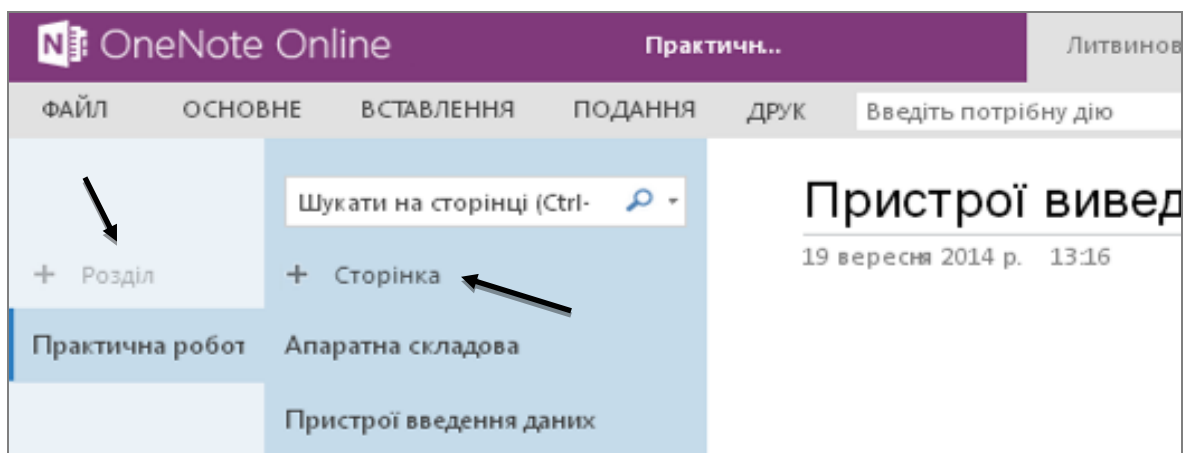 OneNote Online Практичн... Литвинов
ФАЙЛ ОСНОВНЕ ВСТАВЛЕННЯ ПОДАННЯ ДРУК Введіть потрібну дію
Шукати на сторінці (Ctrl-
Пристрої вивед
19 вересня 2014 р. 13:16
+ Розділ + Сторінка
Практична робот Апаратна складова
Пристрої введення даних